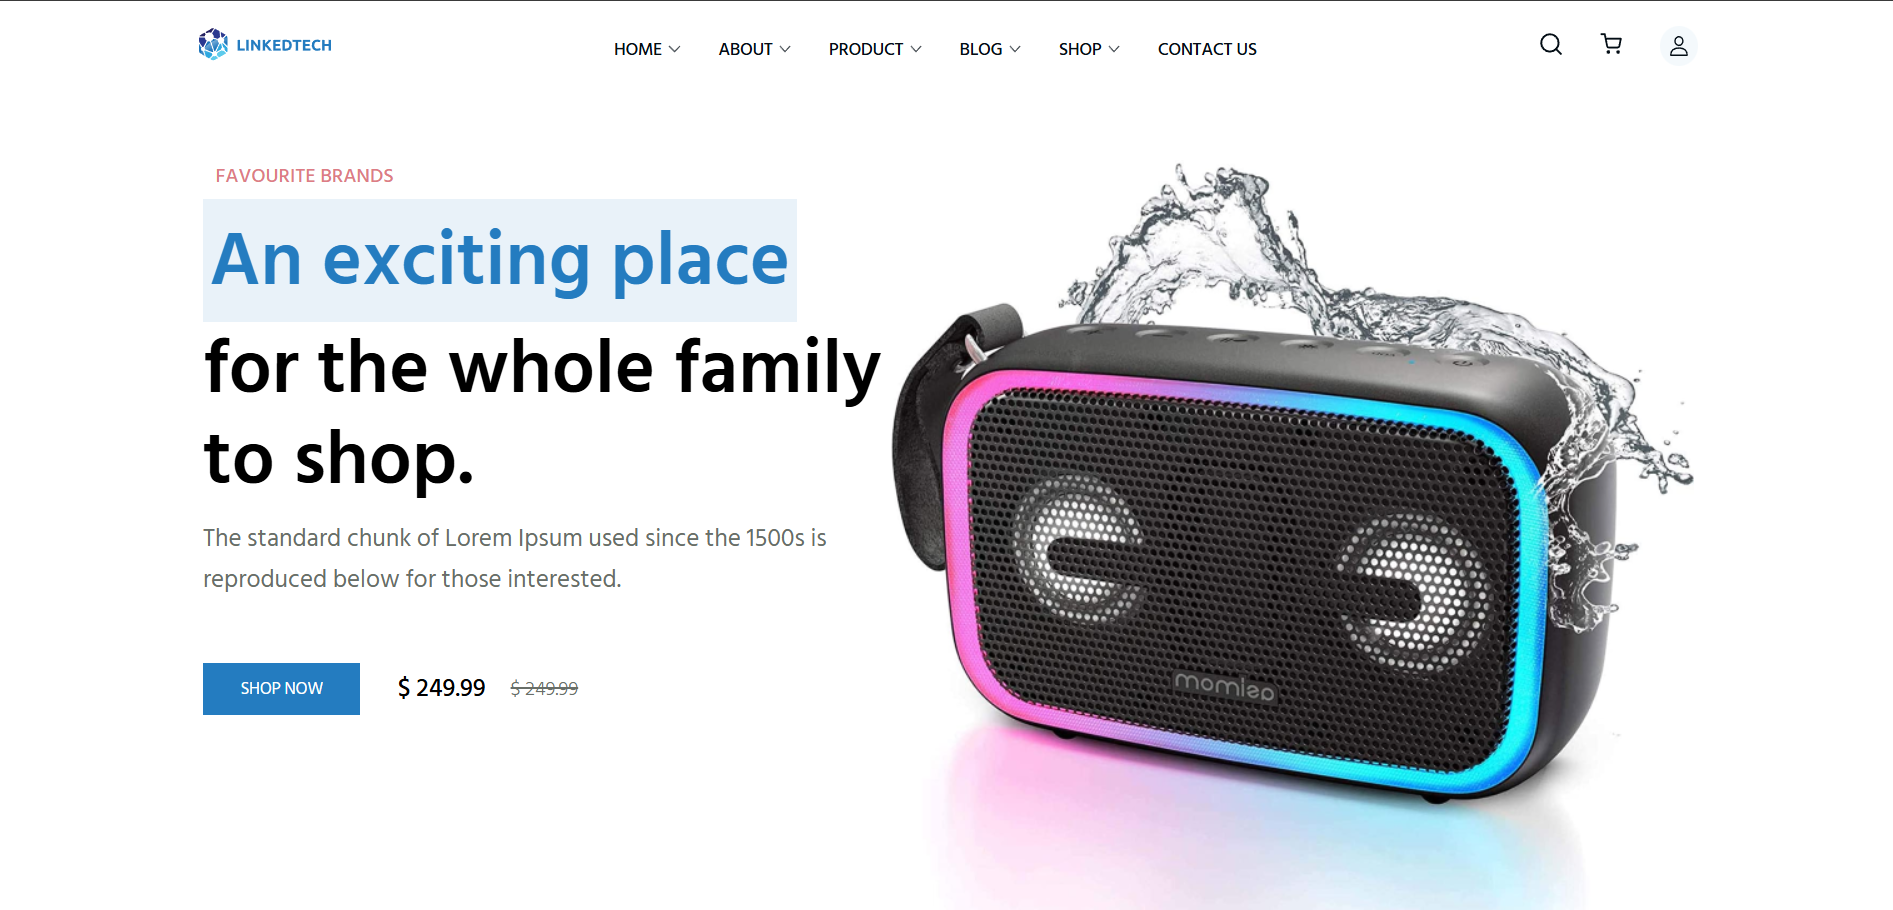 LINKEDTECH
HOME ABOUT PRODUCT BLOG SHOP CONTACT US
FAVOURITE BRANDS
An exciting place
for the whole family
to shop.
The standard chunk of Lorem Ipsum used since the 1500s is
reproduced below for those interested.
SHOP NOW $ 249.99 $ 249.99
momisp